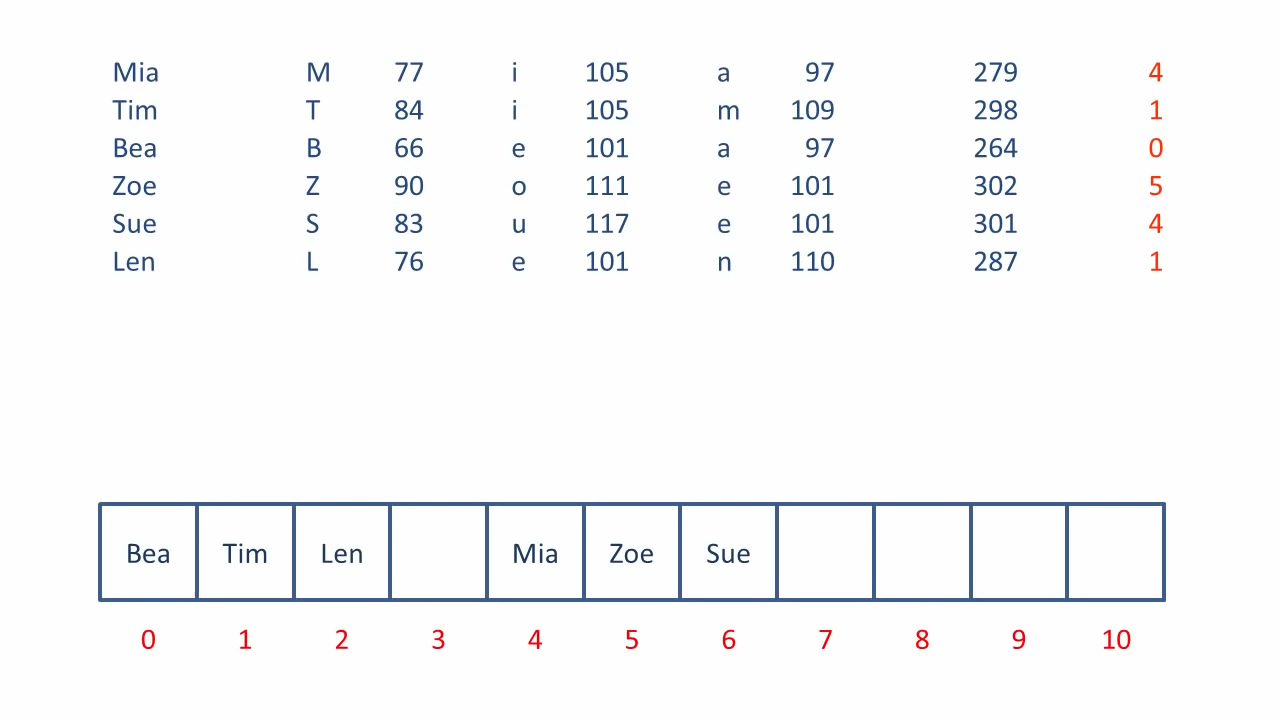 Mia M 77 i 105 a 97 279 4
Tim T 84 i 105 m 109 298 1
Bea B 66 e 101 a 97 264 0
Zoe Z 90 o 111 e 101 302 5
Sue S 83 u 117 e 101 301 4
Len L 76 e 101 n 110 287 1
Bea Tim Len Mia Zoe Sue
0 1 2 3 4 5 6 7 8 9 10